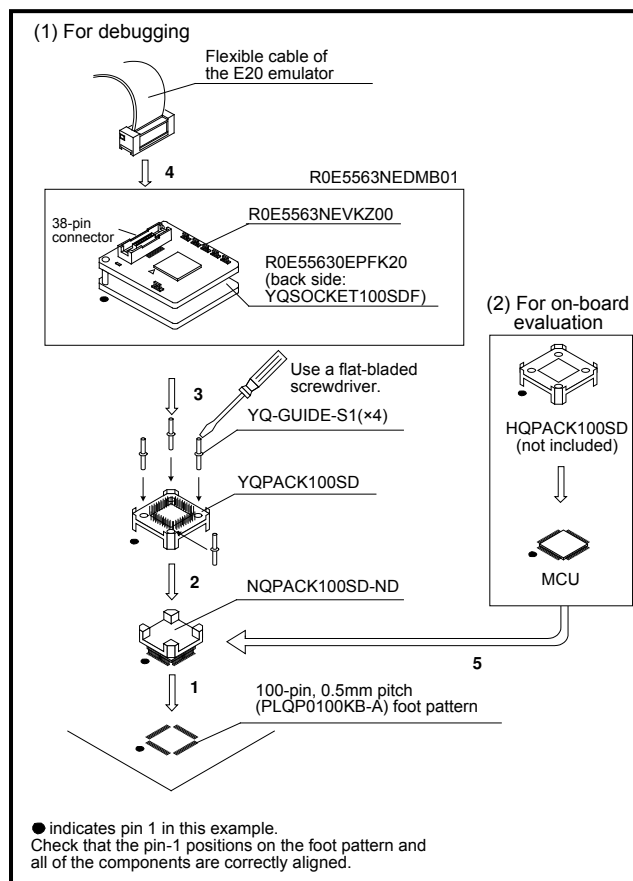 (1) For debugging
Flexible cable of
the E20 emulator
4
R0E5563NEDMB01
38-pin
connector
R0E5563NEVKZ00
R0E55630EPFK20
(back side:
YQSOCKET100SDF)
3
Use a flat-bladed
screwdriver.
YQ-GUIDE-S1(×4)
YQPACK100SD
2
NQPACK100SD-ND
1
100-pin, 0.5mm pitch
(PLQP0100KB-A) foot pattern
(2) For on-board
evaluation
HQPACK100SD
(not included)
MCU
5
● indicates pin 1 in this example.
Check that the pin-1 positions on the foot pattern and
all of the components are correctly aligned.